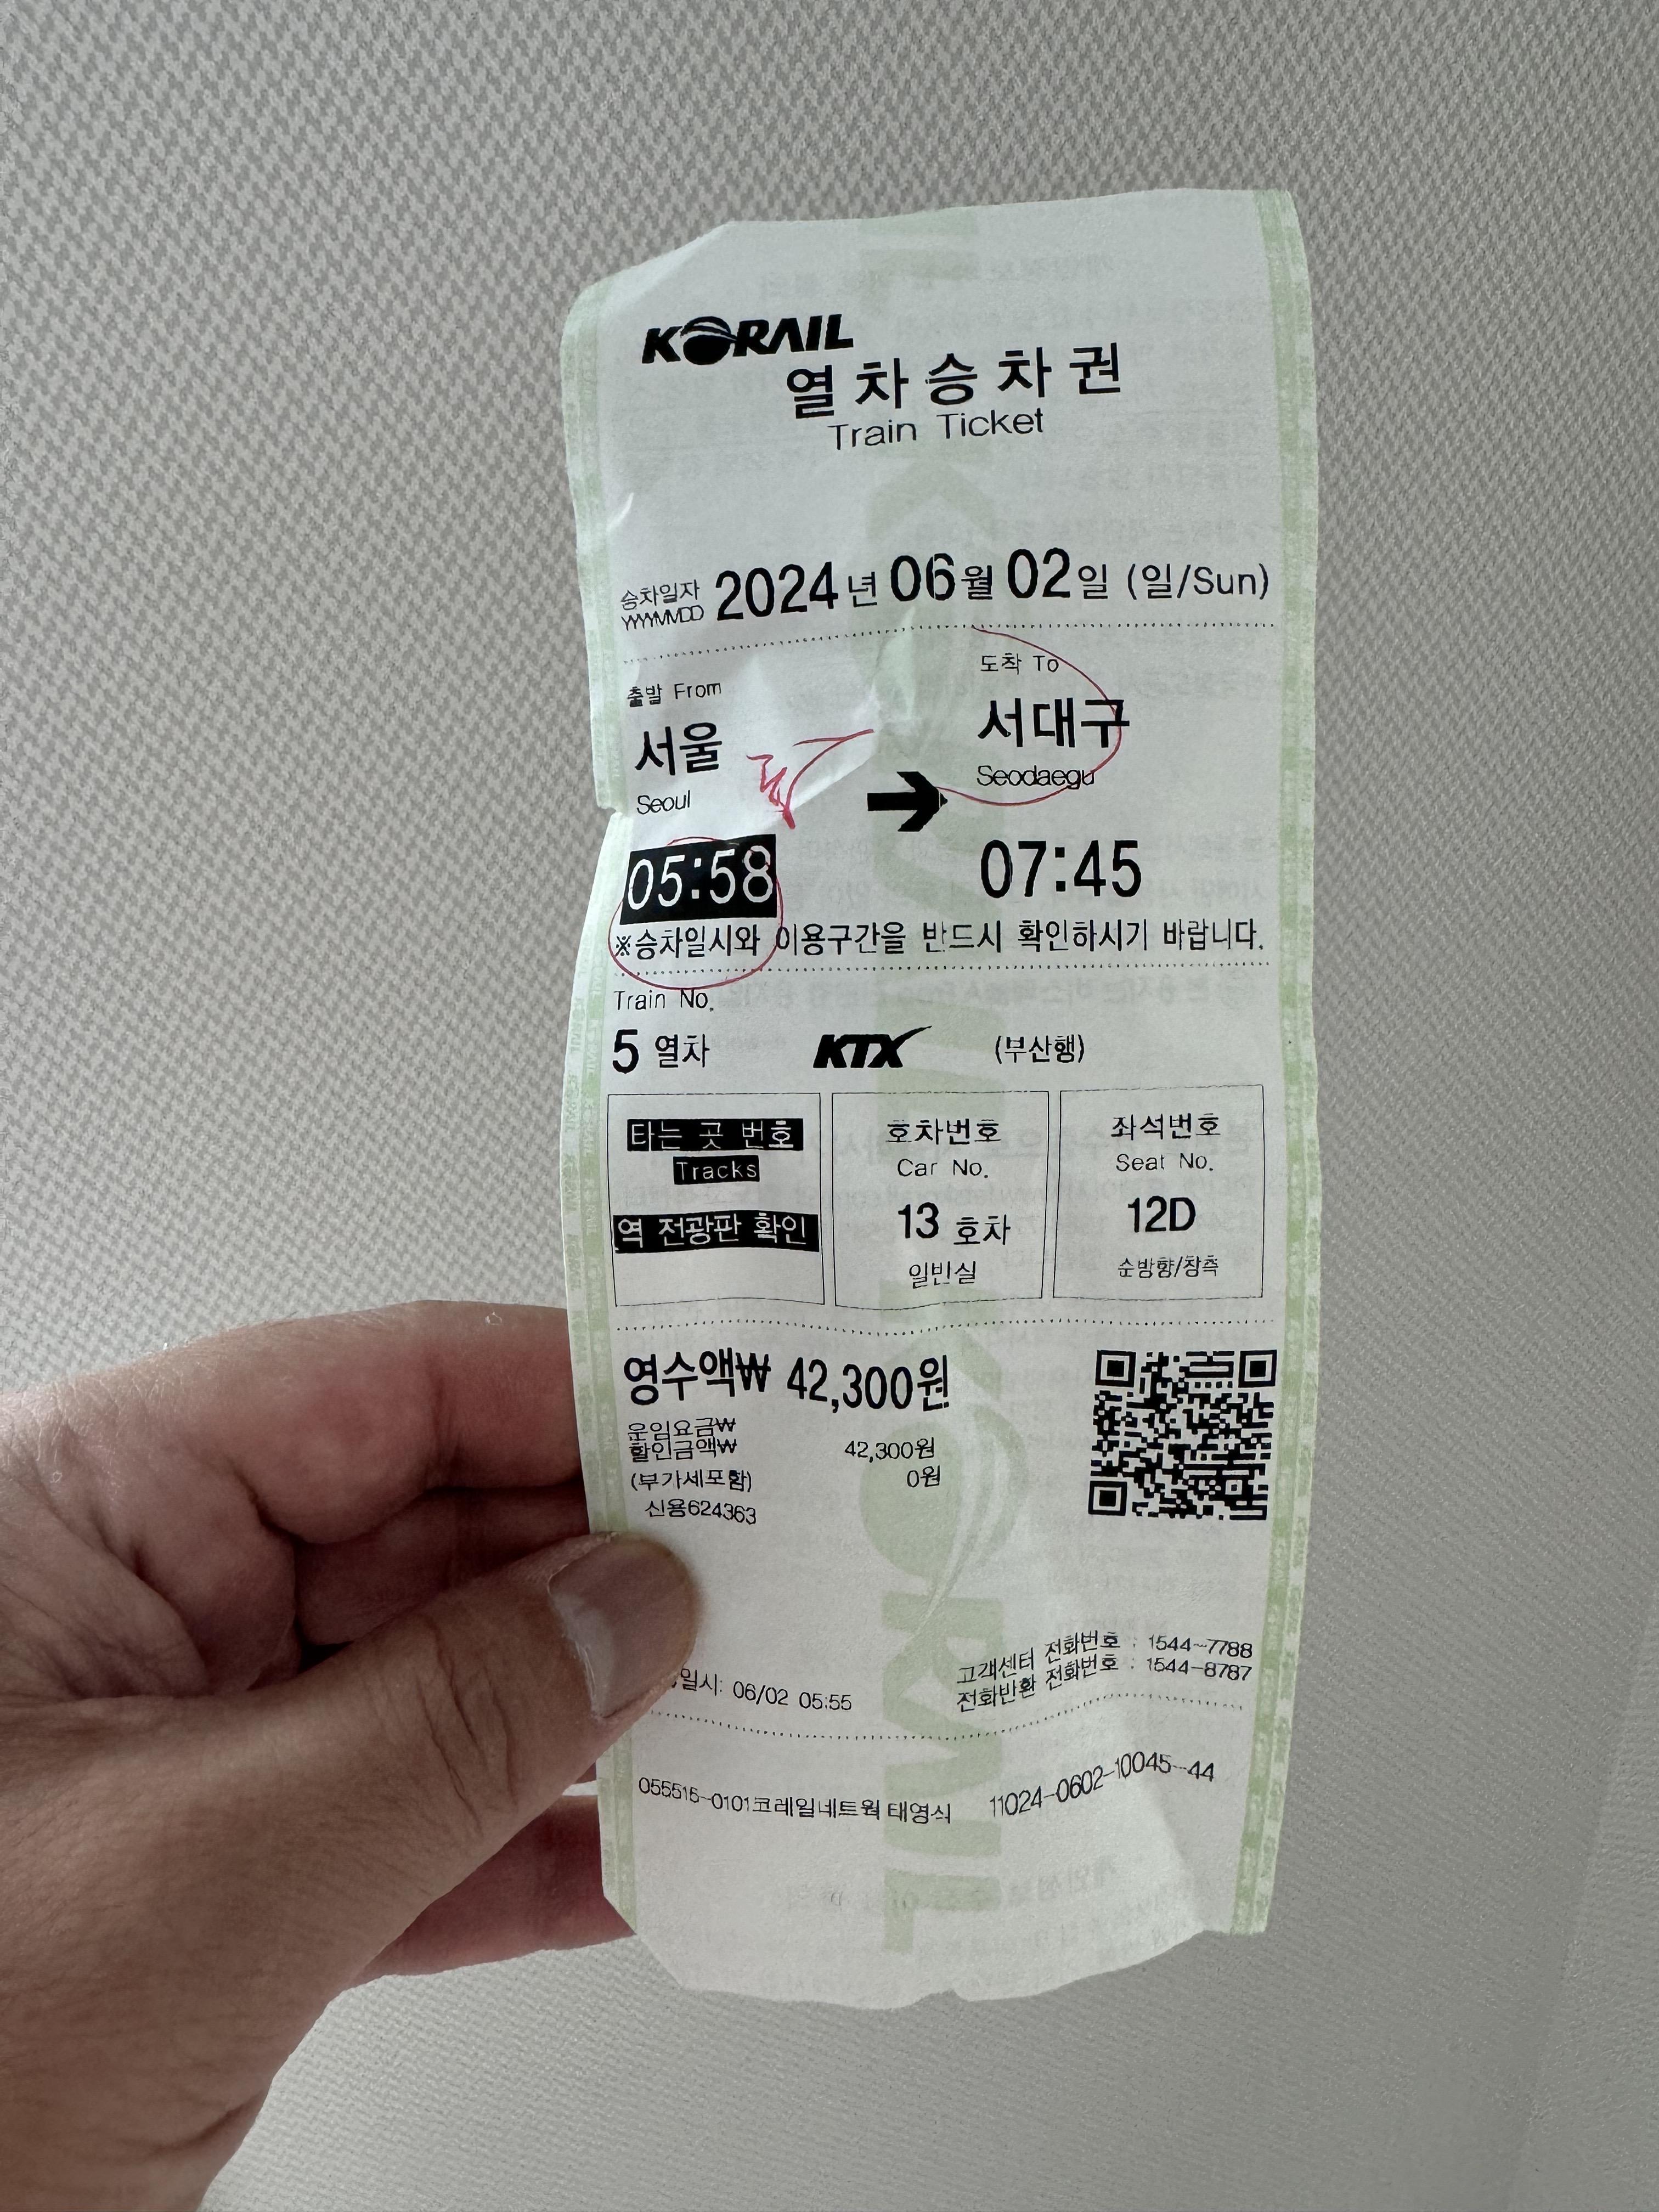 KORAIL
열차승차권
Train Ticket
승차일자
YYYYMMDD
2024년 06월 02일 (일/Sun)
출발 From
도착 To
서울
서대구
Seoul
Seodaegu
05:58
07:45
※승차일시와 이용구간을 반드시 확인하시기 바랍니다.
Train No.
5 열차 KTX (부산행)
타는 곳 번호
Tracks
역 전광판 확인
호차번호
Car No.
13 호차
일반실
좌석번호
Seat No.
12D
순방향/창측
영수액₩ 42,300원
운임요금₩ 42,300원
할인금액₩ 0원
(부가세포함)
신용624363
고객센터 전화번호 : 1544-7788
전화반환 전화번호 : 1544-8787
일시: 06/02 05:55
055515-0101코레일네트웍 태영식 11024-0602-10045-44